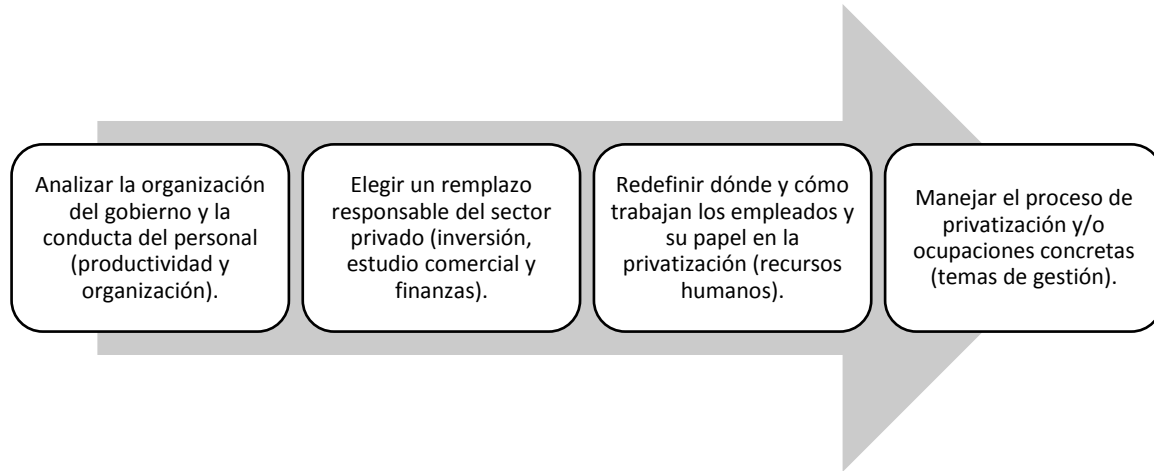 Analizar la organización
del gobierno y la
conducta del personal
(productividad y
organización).
Elegir un remplazo
responsable del sector
privado (inversión,
estudio comercial y
finanzas).
Redefinir dónde y cómo
trabajan los empleados y
su papel en la
privatización (recursos
humanos).
Manejar el proceso de
privatización y/o
ocupaciones concretas
(temas de gestión).